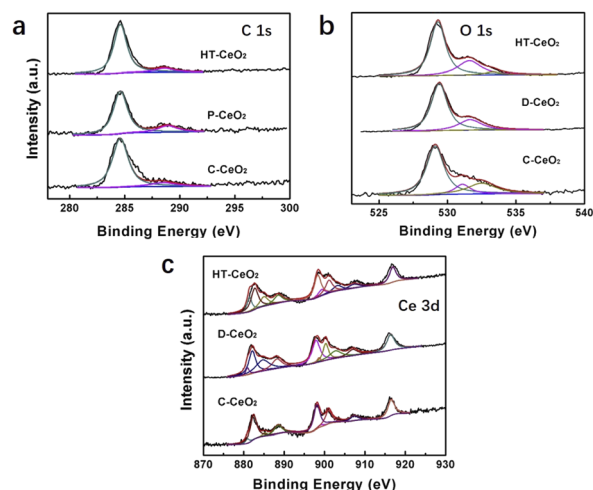 a
C 1s
HT-CeO₂
P-CeO₂
C-CeO₂
Intensity (a.u.)
280 285 290 295 300
Binding Energy (eV)
b
O 1s
HT-CeO₂
D-CeO₂
C-CeO₂
Intensity (a.u.)
525 530 535 540
Binding Energy (eV)
c
HT-CeO₂
Ce 3d
D-CeO₂
C-CeO₂
Intensity (a.u.)
870 880 890 900 910 920 930
Binding Energy (eV)